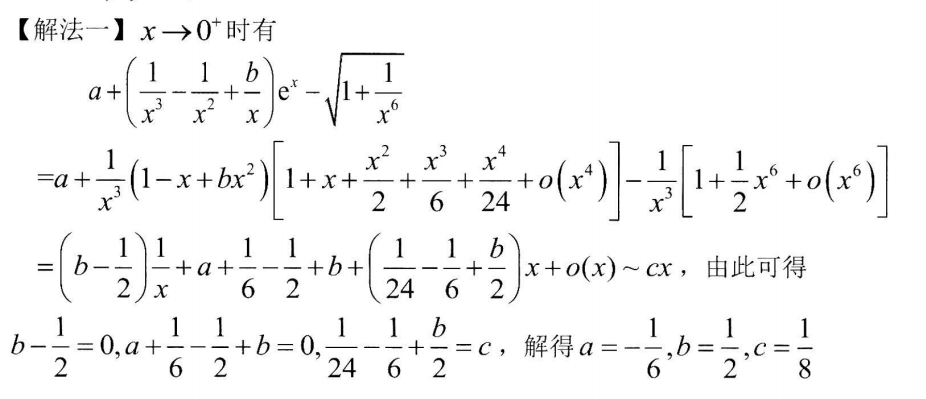 【解法一】x→0⁺时有
a+(1/x³−1/x²+b/x)eˣ−√(1+1/x⁶)
=a+1/x³(1−x+bx²)[1+x+x²/2+x³/6+x⁴/24+o(x⁴)]−1/x³[1+1/2x⁶+o(x⁶)]
=(b−1/2)1/x+a+1/6−1/2+b+(1/24−1/6+b/2)x+o(x)~cx，由此可得
b−1/2=0,a+1/6−1/2+b=0,1/24−1/6+b/2=c，解得a=−1/6,b=1/2,c=1/8